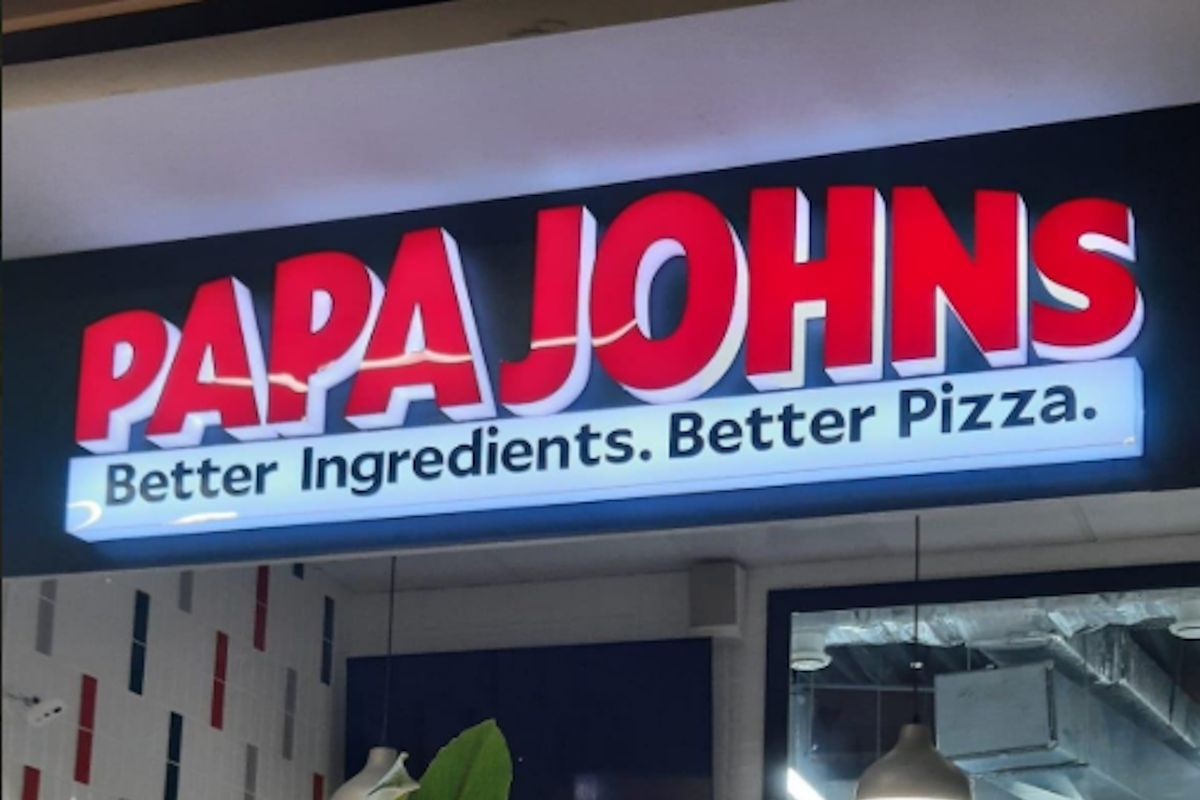 PAPA JOHNS
Better Ingredients. Better Pizza.